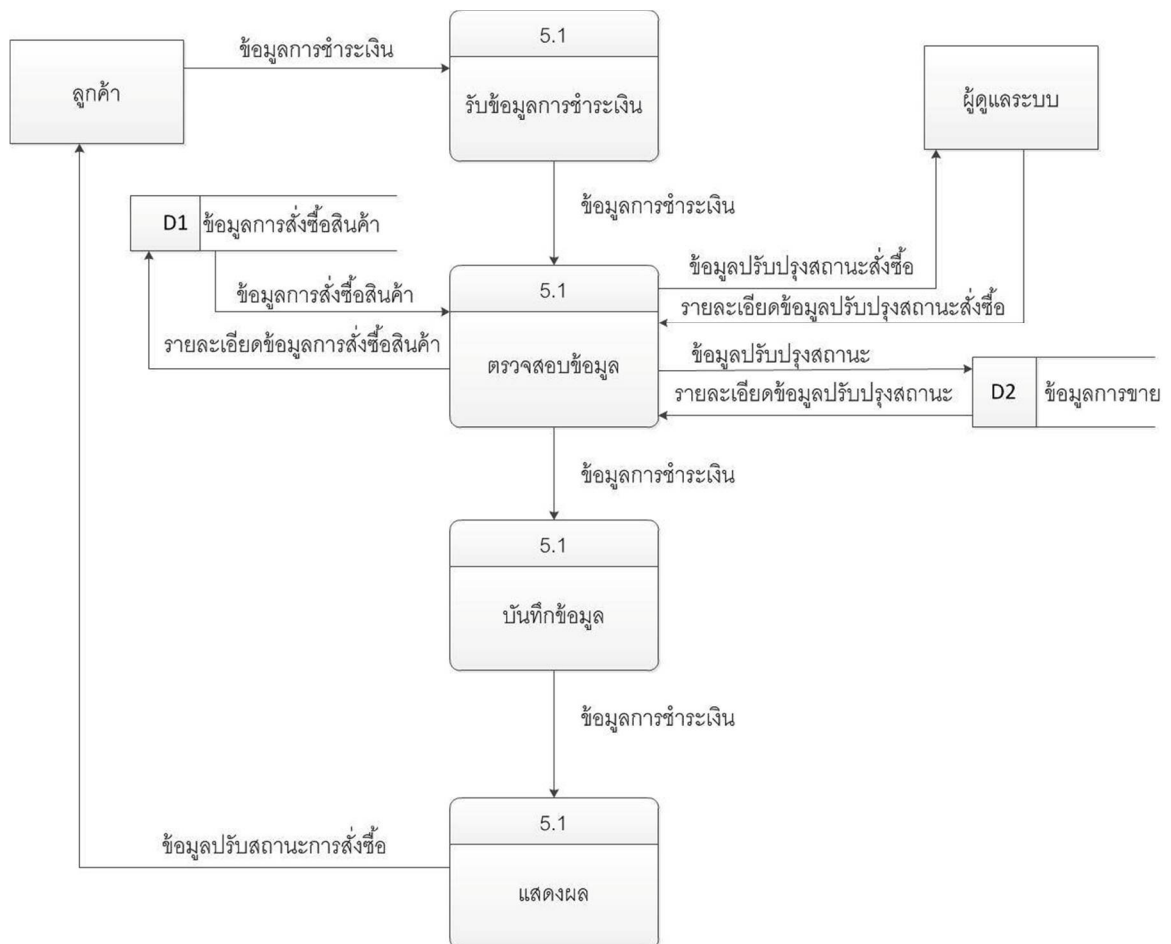 5.1
ข้อมูลการชำระเงิน
ลูกค้า
รับข้อมูลการชำระเงิน
ผู้ดูแลระบบ
ข้อมูลการชำระเงิน
D1 ข้อมูลการสั่งซื้อสินค้า
ข้อมูลปรับปรุงสถานะสั่งซื้อ
ข้อมูลการสั่งซื้อสินค้า
5.1
รายละเอียดข้อมูลปรับปรุงสถานะสั่งซื้อ
รายละเอียดข้อมูลการสั่งซื้อสินค้า
ตรวจสอบข้อมูล
ข้อมูลปรับปรุงสถานะ
รายละเอียดข้อมูลปรับปรุงสถานะ
D2 ข้อมูลการขาย
ข้อมูลการชำระเงิน
5.1
บันทึกข้อมูล
ข้อมูลการชำระเงิน
5.1
ข้อมูลปรับสถานะการสั่งซื้อ
แสดงผล